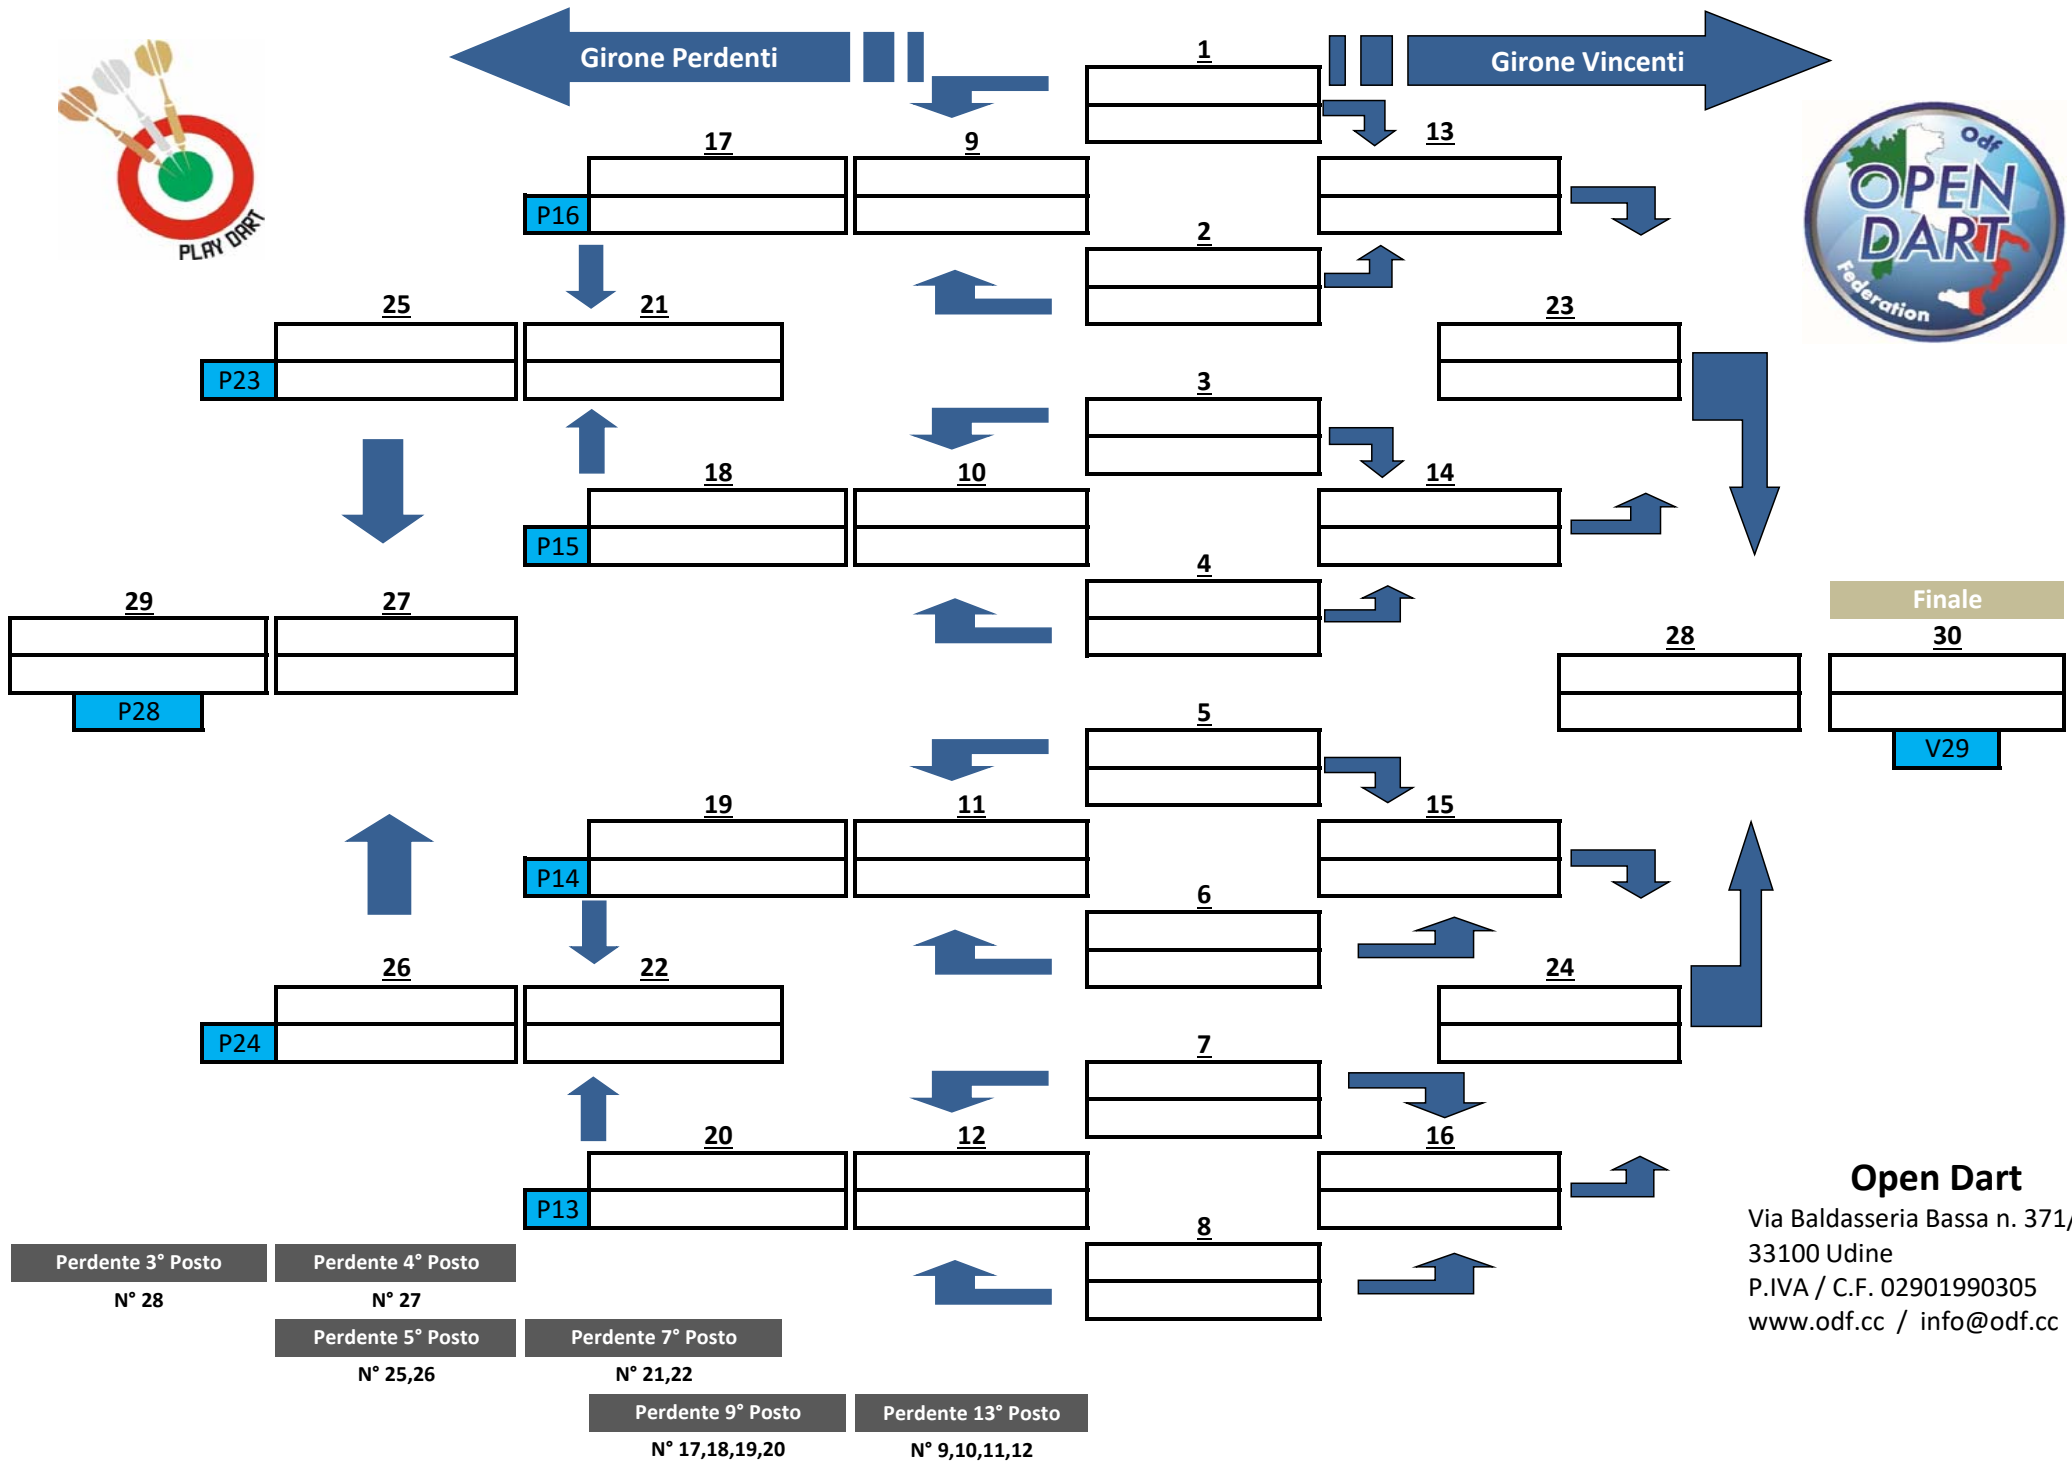 Girone Perdenti
1
Girone Vincenti
PLAY DART
Odf
OPEN
DART
Federation
17
9
13
P16
2
25
21
23
P23
3
18
10
14
P15
4
29
27
Finale
28
30
P28
5
V29
19
11
15
P14
6
26
22
24
P24
7
20
12
16
P13
8
Open Dart
Via Baldasseria Bassa n. 371/
33100 Udine
P.IVA / C.F. 02901990305
www.odf.cc / info@odf.cc
Perdente 3° Posto
Perdente 4° Posto
N° 28
N° 27
Perdente 5° Posto
Perdente 7° Posto
N° 25,26
N° 21,22
Perdente 9° Posto
Perdente 13° Posto
N° 17,18,19,20
N° 9,10,11,12